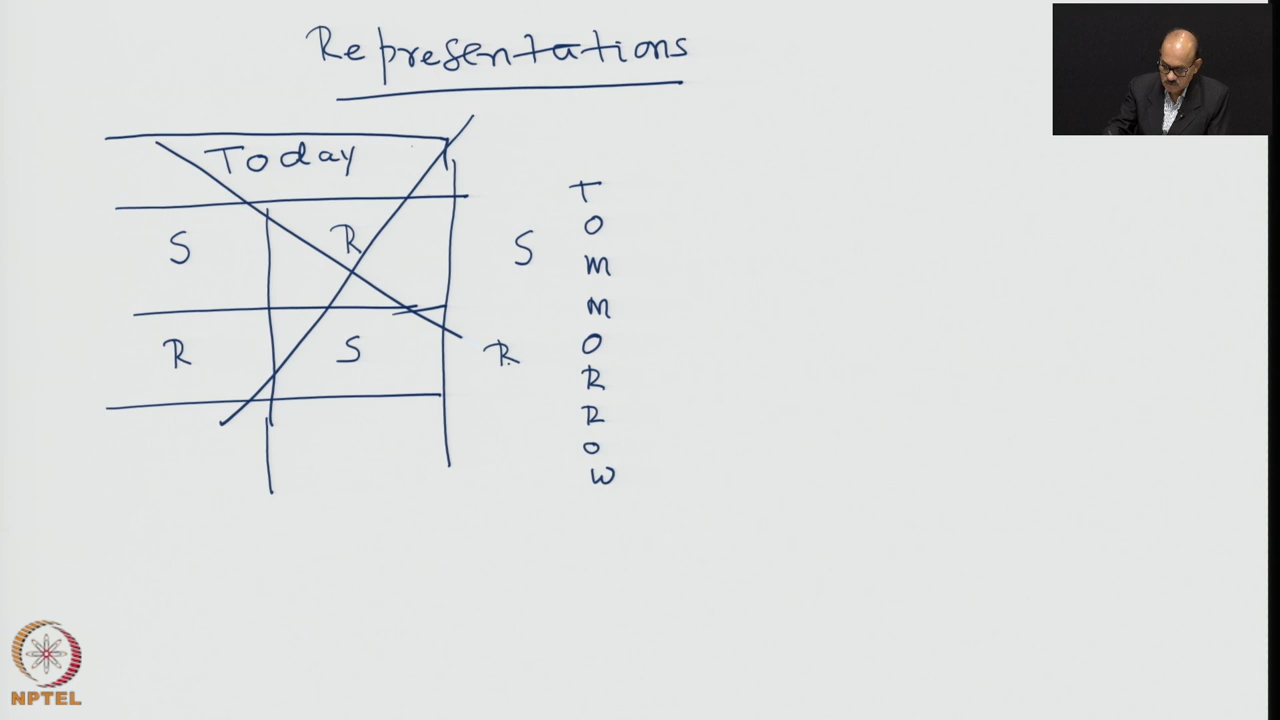 Representations
Today
S R S
R S R
T
O
M
M
O
R
R
O
W
NPTEL